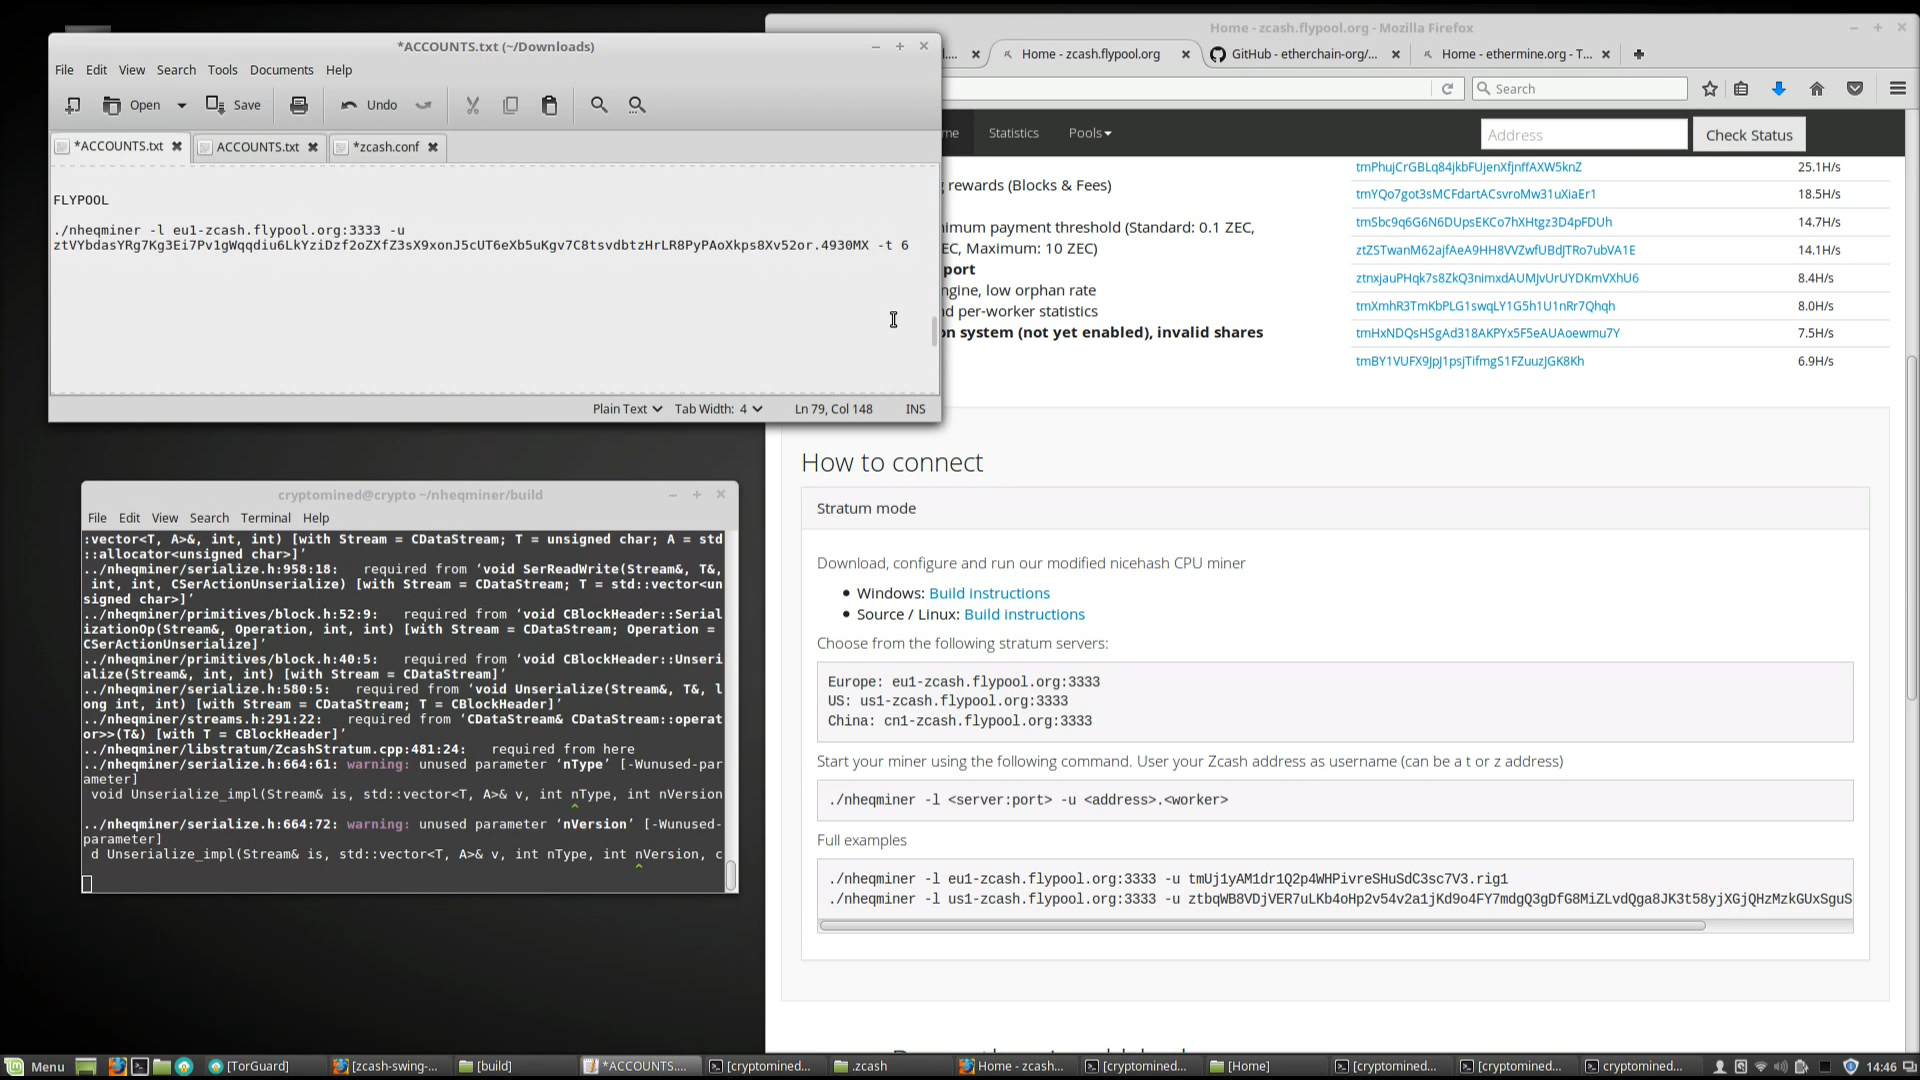 *ACCOUNTS.txt (~/Downloads)
File Edit View Search Tools Documents Help
Open Save Undo
*ACCOUNTS.txt ACCOUNTS.txt *zcash.conf
FLYPOOL
./nheqminer -l eu1-zcash.flypool.org:3333 -u
ztVYbdasYRg7Kg3Ei7Pv1gWqqdiu6LkYziDzf2oZXfZ3sX9xonJ5cUT6eXb5uKgv7C8tsvdbtzHrLR8PyPAoXkps8Xv52or.4930MX -t 6
Plain Text Tab Width: 4 Ln 79, Col 148 INS
Home - zcash.flypool.org - Mozilla Firefox
l.... Home - zcash.flypool.org GitHub - etherchain-org/... Home - ethermine.org - T...
Search
me Statistics Pools Address Check Status
rewards (Blocks & Fees)
nimum payment threshold (Standard: 0.1 ZEC,
EC, Maximum: 10 ZEC)
port
ngine, low orphan rate
nd per-worker statistics
on system (not yet enabled), invalid shares
tmPhujCrGBLq84jkbFUjenXfjnffAXW5knZ 25.1H/s
tmYQo7got3sMCFdartACsvroMw31uXiaEr1 18.5H/s
tmSbc9q6G6N6DUpsEKCo7hXHtgz3D4pFDUh 14.7H/s
ztZSTwanM62ajfAeA9HH8VVZwfUBdJTRo7ubVA1E 14.1H/s
ztnxjauPHqk7s8ZkQ3nimxdAUMJvUrUYDKmVXhU6 8.4H/s
tmXmhR3TmKbPLG1swqLY1G5h1U1nRr7Qhqh 8.0H/s
tmHxNDQsHSgAd318AKPYx5F5eAUAoewmu7Y 7.5H/s
tmBY1VUFX9JpJ1psjTifmgS1FZuuzJGK8Kh 6.9H/s
How to connect
Stratum mode
Download, configure and run our modified nicehash CPU miner
• Windows: Build instructions
• Source / Linux: Build instructions
Choose from the following stratum servers:
Europe: eu1-zcash.flypool.org:3333
US: us1-zcash.flypool.org:3333
China: cn1-zcash.flypool.org:3333
Start your miner using the following command. User your Zcash address as username (can be a t or z address)
./nheqminer -l <server:port> -u <address>.<worker>
Full examples
./nheqminer -l eu1-zcash.flypool.org:3333 -u tmUj1yAM1dr1Q2p4WHPivreSHuSdC3sc7V3.rig1
./nheqminer -l us1-zcash.flypool.org:3333 -u ztbqWB8VDjVER7uLKb4oHp2v54v2a1jKd9o4FY7mdgQ3gDfG8MiZLvdQga8JK3t58yjXGjQHzMzkGUxSguS
cryptomined@crypto ~/nheqminer/build
File Edit View Search Terminal Help
:vector<T, A>&, int, int) [with Stream = CDataStream; T = unsigned char; A = std
::allocator<unsigned char>]’
../nheqminer/serialize.h:958:18: required from ‘void SerReadWrite(Stream&, T&,
int, int, CSerActionUnserialize) [with Stream = CDataStream; T = std::vector<un
signed char>]’
../nheqminer/primitives/block.h:52:9: required from ‘void CBlockHeader::Serial
izationOp(Stream&, Operation, int, int) [with Stream = CDataStream; Operation =
CSerActionUnserialize]’
../nheqminer/primitives/block.h:40:5: required from ‘void CBlockHeader::Unseri
alize(Stream&, int, int) [with Stream = CDataStream]’
../nheqminer/serialize.h:580:5: required from ‘void Unserialize(Stream&, T&, l
ong int, int) [with Stream = CDataStream; T = CBlockHeader]’
../nheqminer/streams.h:291:22: required from ‘CDataStream& CDataStream::operat
or>>(T&) [with T = CBlockHeader]’
../nheqminer/libstratum/ZcashStratum.cpp:481:24: required from here
../nheqminer/serialize.h:664:61: warning: unused parameter ‘nType’ [-Wunused-par
ameter]
void Unserialize_impl(Stream& is, std::vector<T, A>& v, int nType, int nVersion
^
../nheqminer/serialize.h:664:72: warning: unused parameter ‘nVersion’ [-Wunused-
parameter]
d Unserialize_impl(Stream& is, std::vector<T, A>& v, int nType, int nVersion, c
^
Menu [TorGuard] [zcash-swing-... [build] *ACCOUNTS.... [cryptomined... .zcash Home - zcash... [cryptomined... [Home] [cryptomined... [cryptomined... cryptomined... 14:46